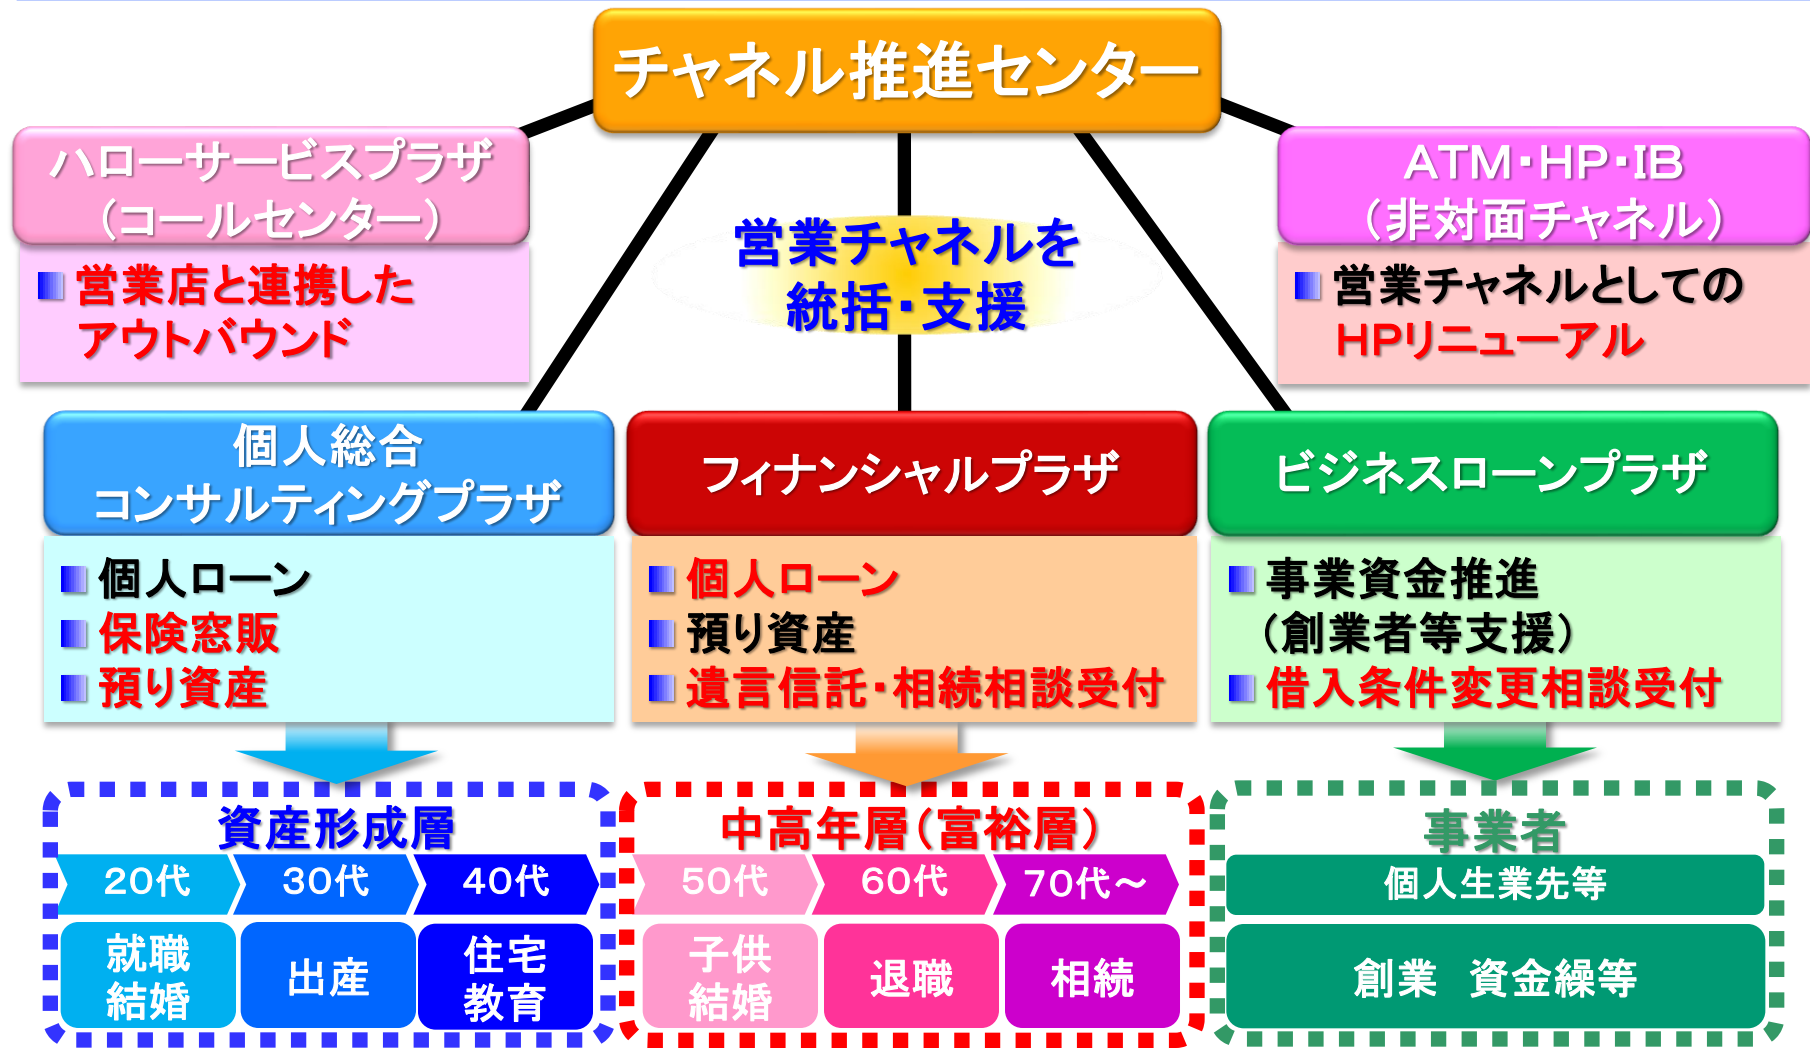 チャネル推進センター
ハローサービスプラザ
（コールセンター）
営業店と連携した
アウトバウンド
営業チャネルを
統括・支援
ＡＴＭ・ＨＰ・ＩＢ
（非対面チャネル）
営業チャネルとしての
ＨＰリニューアル
個人総合
コンサルティングプラザ
個人ローン
保険窓販
預り資産
フィナンシャルプラザ
個人ローン
預り資産
遺言信託・相続相談受付
ビジネスローンプラザ
事業資金推進
（創業者等支援）
借入条件変更相談受付
資産形成層
２０代 ３０代 ４０代
就職
結婚
出産
住宅
教育
中高年層（富裕層）
５０代 ６０代 ７０代～
子供
結婚
退職
相続
事業者
個人生業先等
創業　資金繰等